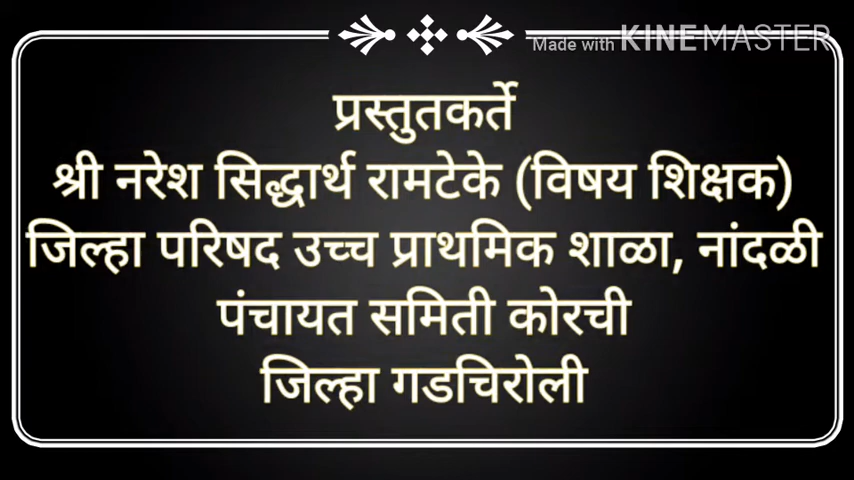 Made with KINEMASTER
प्रस्तुतकर्ते
श्री नरेश सिद्धार्थ रामटेके (विषय शिक्षक)
जिल्हा परिषद उच्च प्राथमिक शाळा, नांदळी
पंचायत समिती कोरची
जिल्हा गडचिरोली